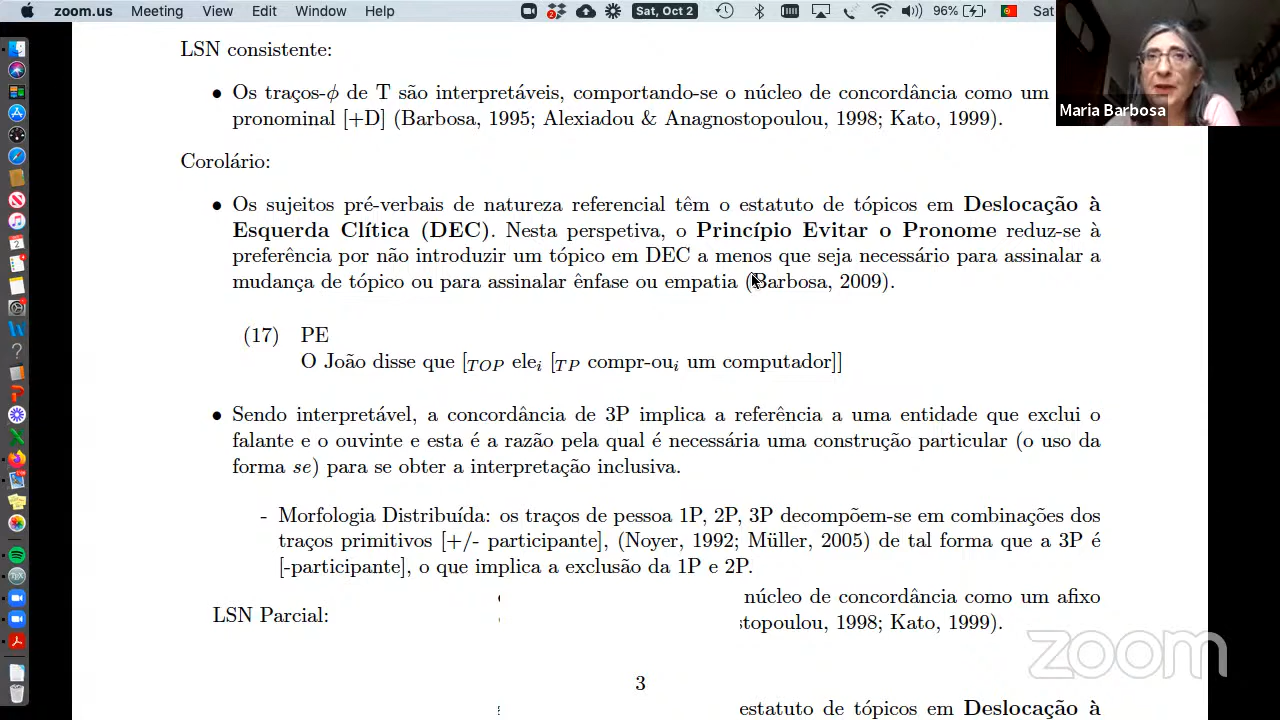 zoom.us Meeting View Edit Window Help Sat, Oct 2 96% Sat
LSN consistente:
• Os traços-ϕ de T são interpretáveis, comportando-se o núcleo de concordância como um
pronominal [+D] (Barbosa, 1995; Alexiadou & Anagnostopoulou, 1998; Kato, 1999).
Maria Barbosa
Corolário:
• Os sujeitos pré-verbais de natureza referencial têm o estatuto de tópicos em Deslocação à
Esquerda Clítica (DEC). Nesta perspetiva, o Princípio Evitar o Pronome reduz-se à
preferência por não introduzir um tópico em DEC a menos que seja necessário para assinalar a
mudança de tópico ou para assinalar ênfase ou empatia (Barbosa, 2009).
(17) PE
O João disse que [TOP elei [TP compr-oui um computador]]
• Sendo interpretável, a concordância de 3P implica a referência a uma entidade que exclui o
falante e o ouvinte e esta é a razão pela qual é necessária uma construção particular (o uso da
forma se) para se obter a interpretação inclusiva.
- Morfologia Distribuída: os traços de pessoa 1P, 2P, 3P decompõem-se em combinações dos
traços primitivos [+/- participante], (Noyer, 1992; Müller, 2005) de tal forma que a 3P é
[-participante], o que implica a exclusão da 1P e 2P.
núcleo de concordância como um afixo
LSN Parcial:
stopoulou, 1998; Kato, 1999).
zoom
3
estatuto de tópicos em Deslocação à